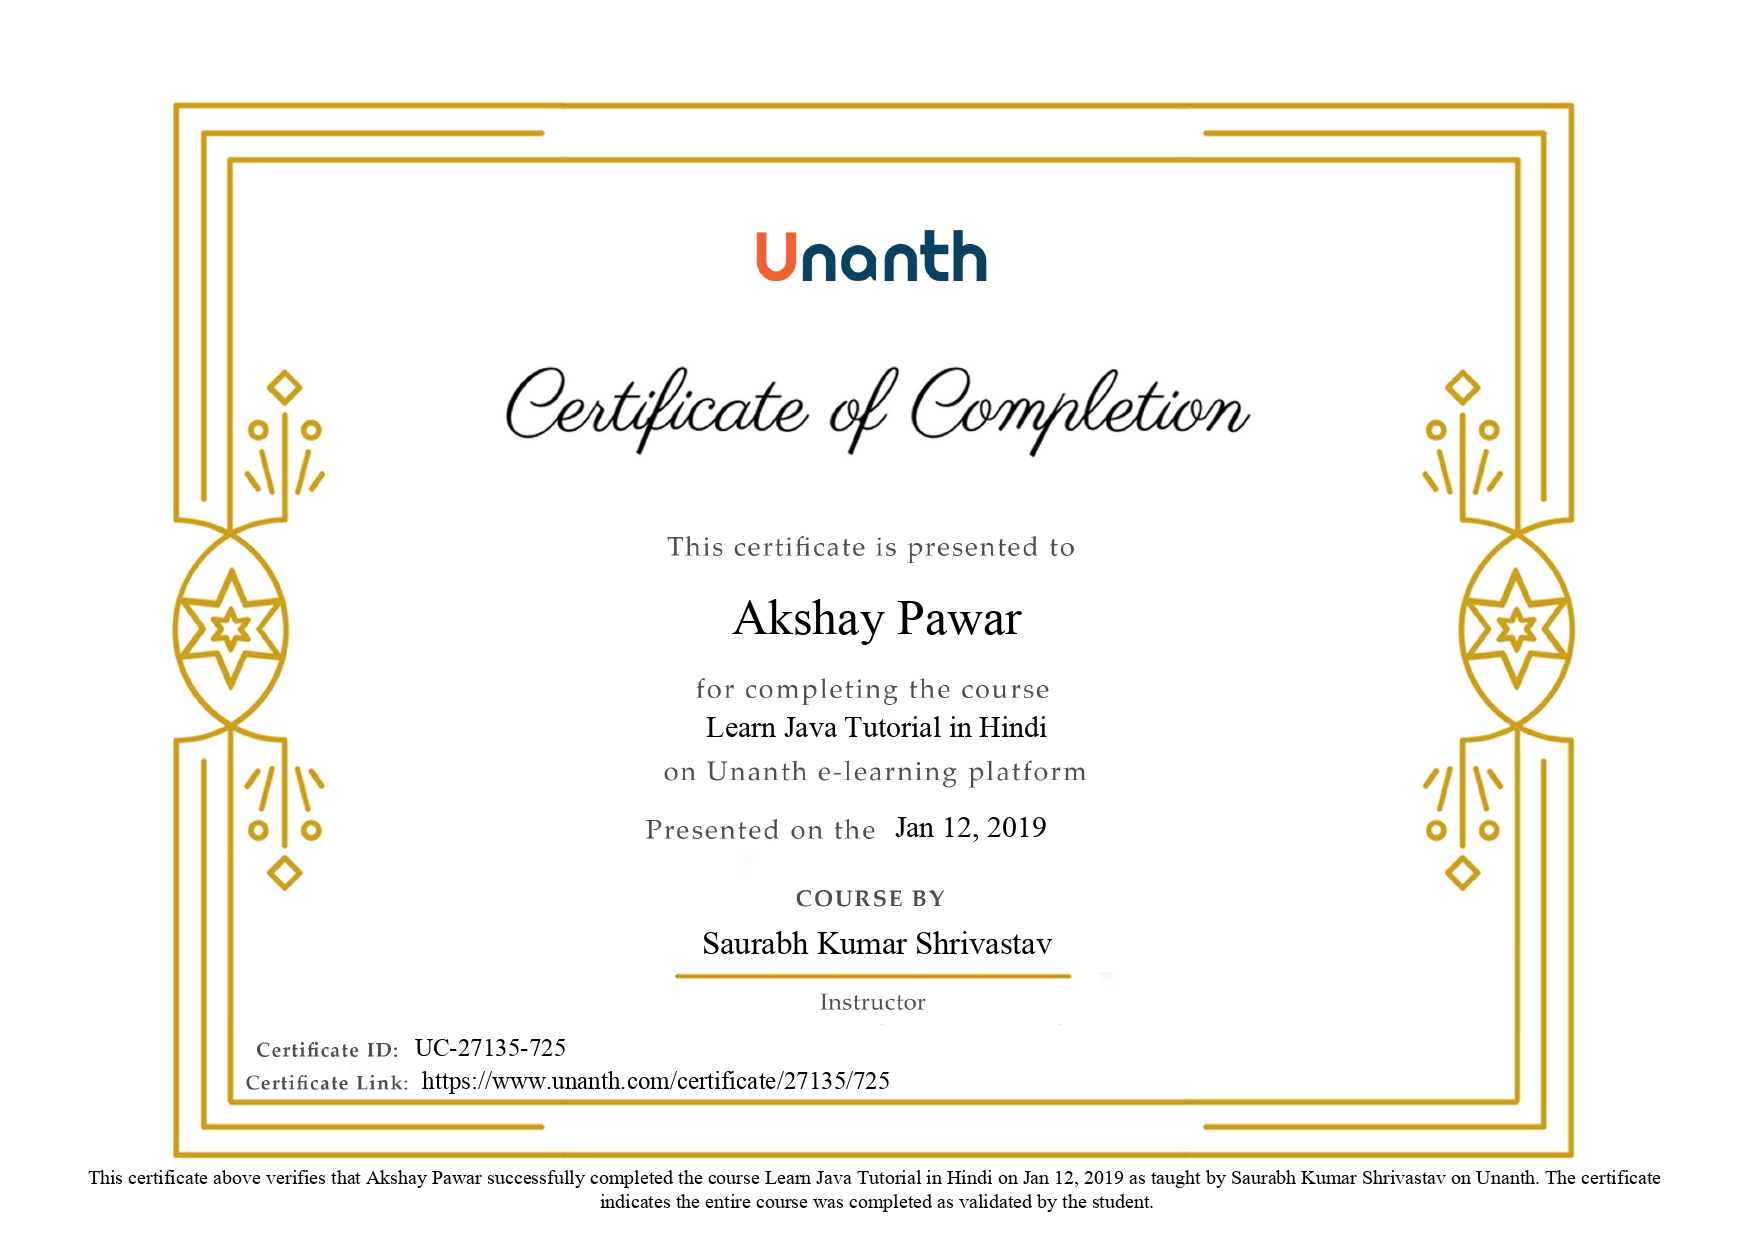 Unanth
Certificate of Completion
This certificate is presented to
Akshay Pawar
for completing the course
Learn Java Tutorial in Hindi
on Unanth e-learning platform
Presented on the Jan 12, 2019
COURSE BY
Saurabh Kumar Shrivastav
Instructor
Certificate ID: UC-27135-725
Certificate Link: https://www.unanth.com/certificate/27135/725
This certificate above verifies that Akshay Pawar successfully completed the course Learn Java Tutorial in Hindi on Jan 12, 2019 as taught by Saurabh Kumar Shrivastav on Unanth. The certificate
indicates the entire course was completed as validated by the student.